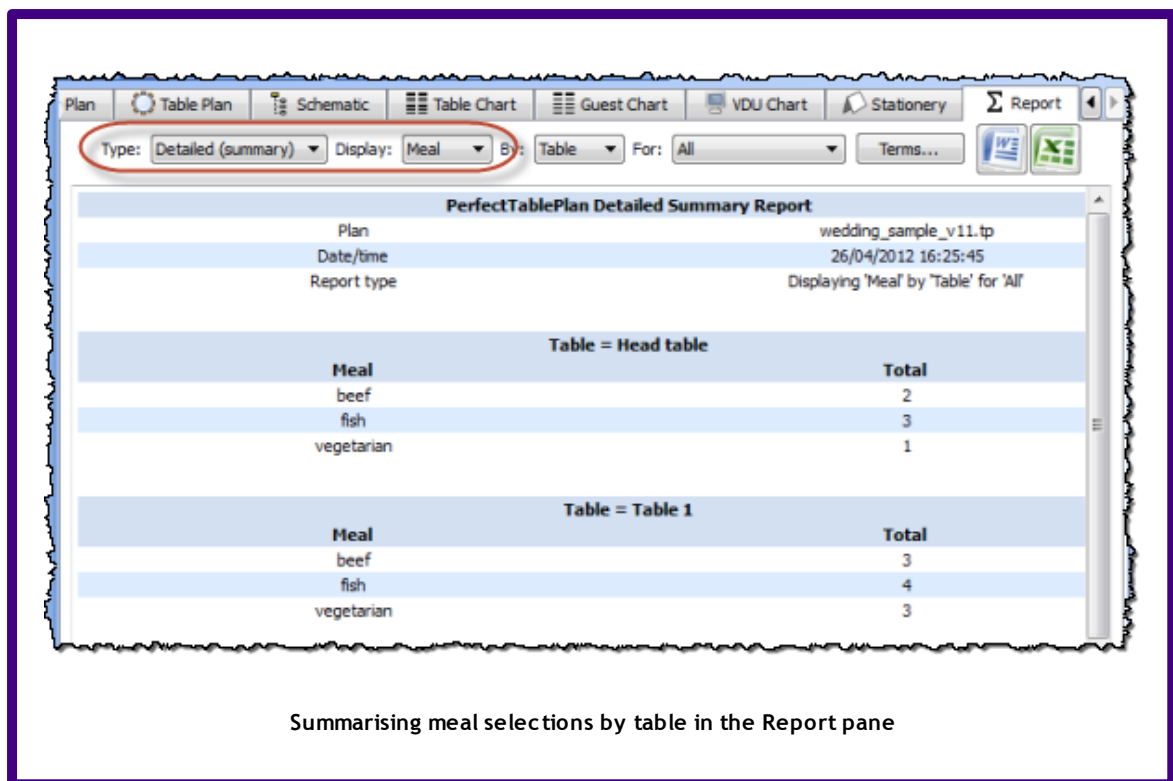 Plan Table Plan Schematic Table Chart Guest Chart VDU Chart Stationery Σ Report
Type: Detailed (summary) Display: Meal By: Table For: All Terms...
PerfectTablePlan Detailed Summary Report
Plan wedding_sample_v11.tp
Date/time 26/04/2012 16:25:45
Report type Displaying 'Meal' by 'Table' for 'All'
Table = Head table
Meal Total
beef 2
fish 3
vegetarian 1
Table = Table 1
Meal Total
beef 3
fish 4
vegetarian 3
Summarising meal selections by table in the Report pane